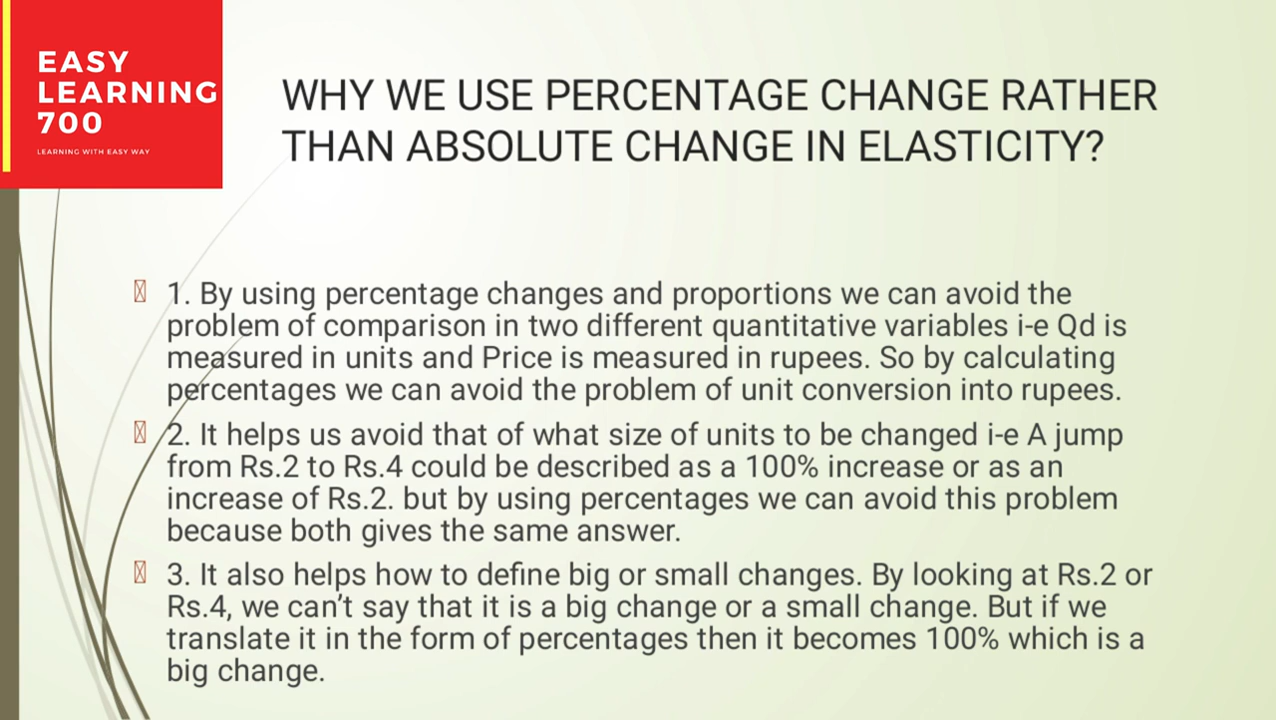 EASY
LEARNING
700
LEARNING WITH EASY WAY
WHY WE USE PERCENTAGE CHANGE RATHER
THAN ABSOLUTE CHANGE IN ELASTICITY?
1. By using percentage changes and proportions we can avoid the
problem of comparison in two different quantitative variables i-e Qd is
measured in units and Price is measured in rupees. So by calculating
percentages we can avoid the problem of unit conversion into rupees.
2. It helps us avoid that of what size of units to be changed i-e A jump
from Rs.2 to Rs.4 could be described as a 100% increase or as an
increase of Rs.2. but by using percentages we can avoid this problem
because both gives the same answer.
3. It also helps how to define big or small changes. By looking at Rs.2 or
Rs.4, we can't say that it is a big change or a small change. But if we
translate it in the form of percentages then it becomes 100% which is a
big change.